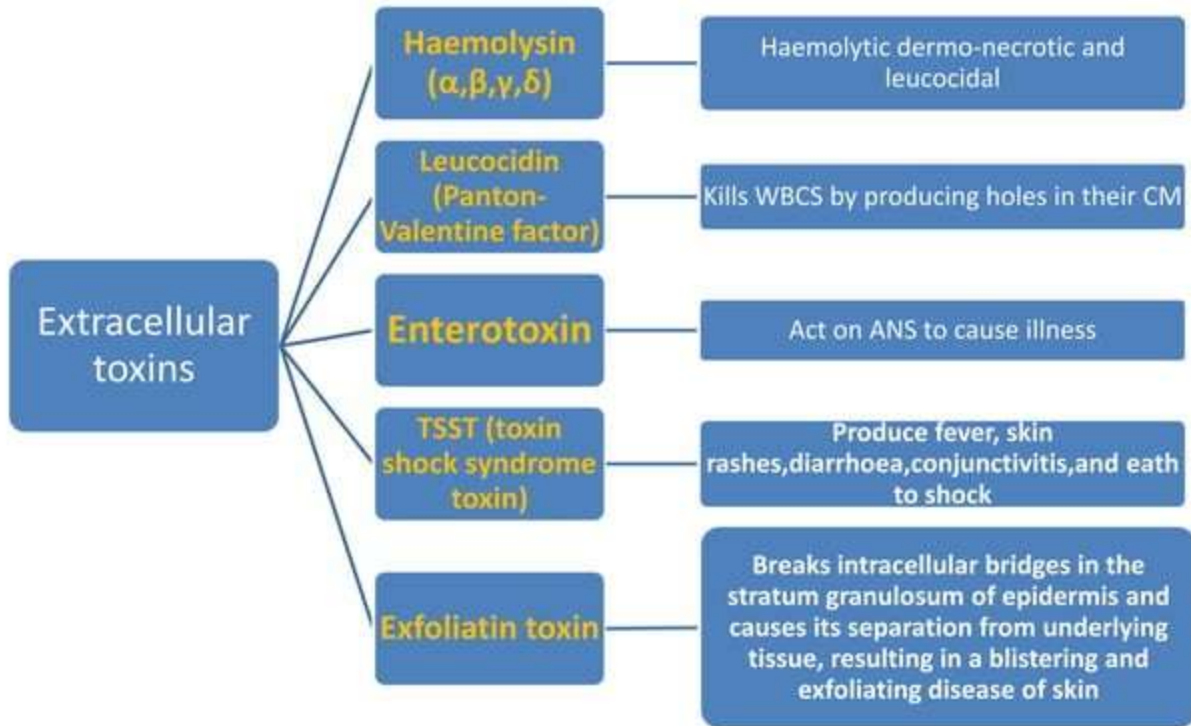 Extracellular
toxins
Haemolysin
(α,β,γ,δ)
Haemolytic dermo-necrotic and
leucocidal
Leucocidin
(Panton-
Valentine factor)
Kills WBCS by producing holes in their CM
Enterotoxin
Act on ANS to cause illness
TSST (toxin
shock syndrome
toxin)
Produce fever, skin
rashes,diarrhoea,conjunctivitis,and eath
to shock
Exfoliatin toxin
Breaks intracellular bridges in the
stratum granulosum of epidermis and
causes its separation from underlying
tissue, resulting in a blistering and
exfoliating disease of skin